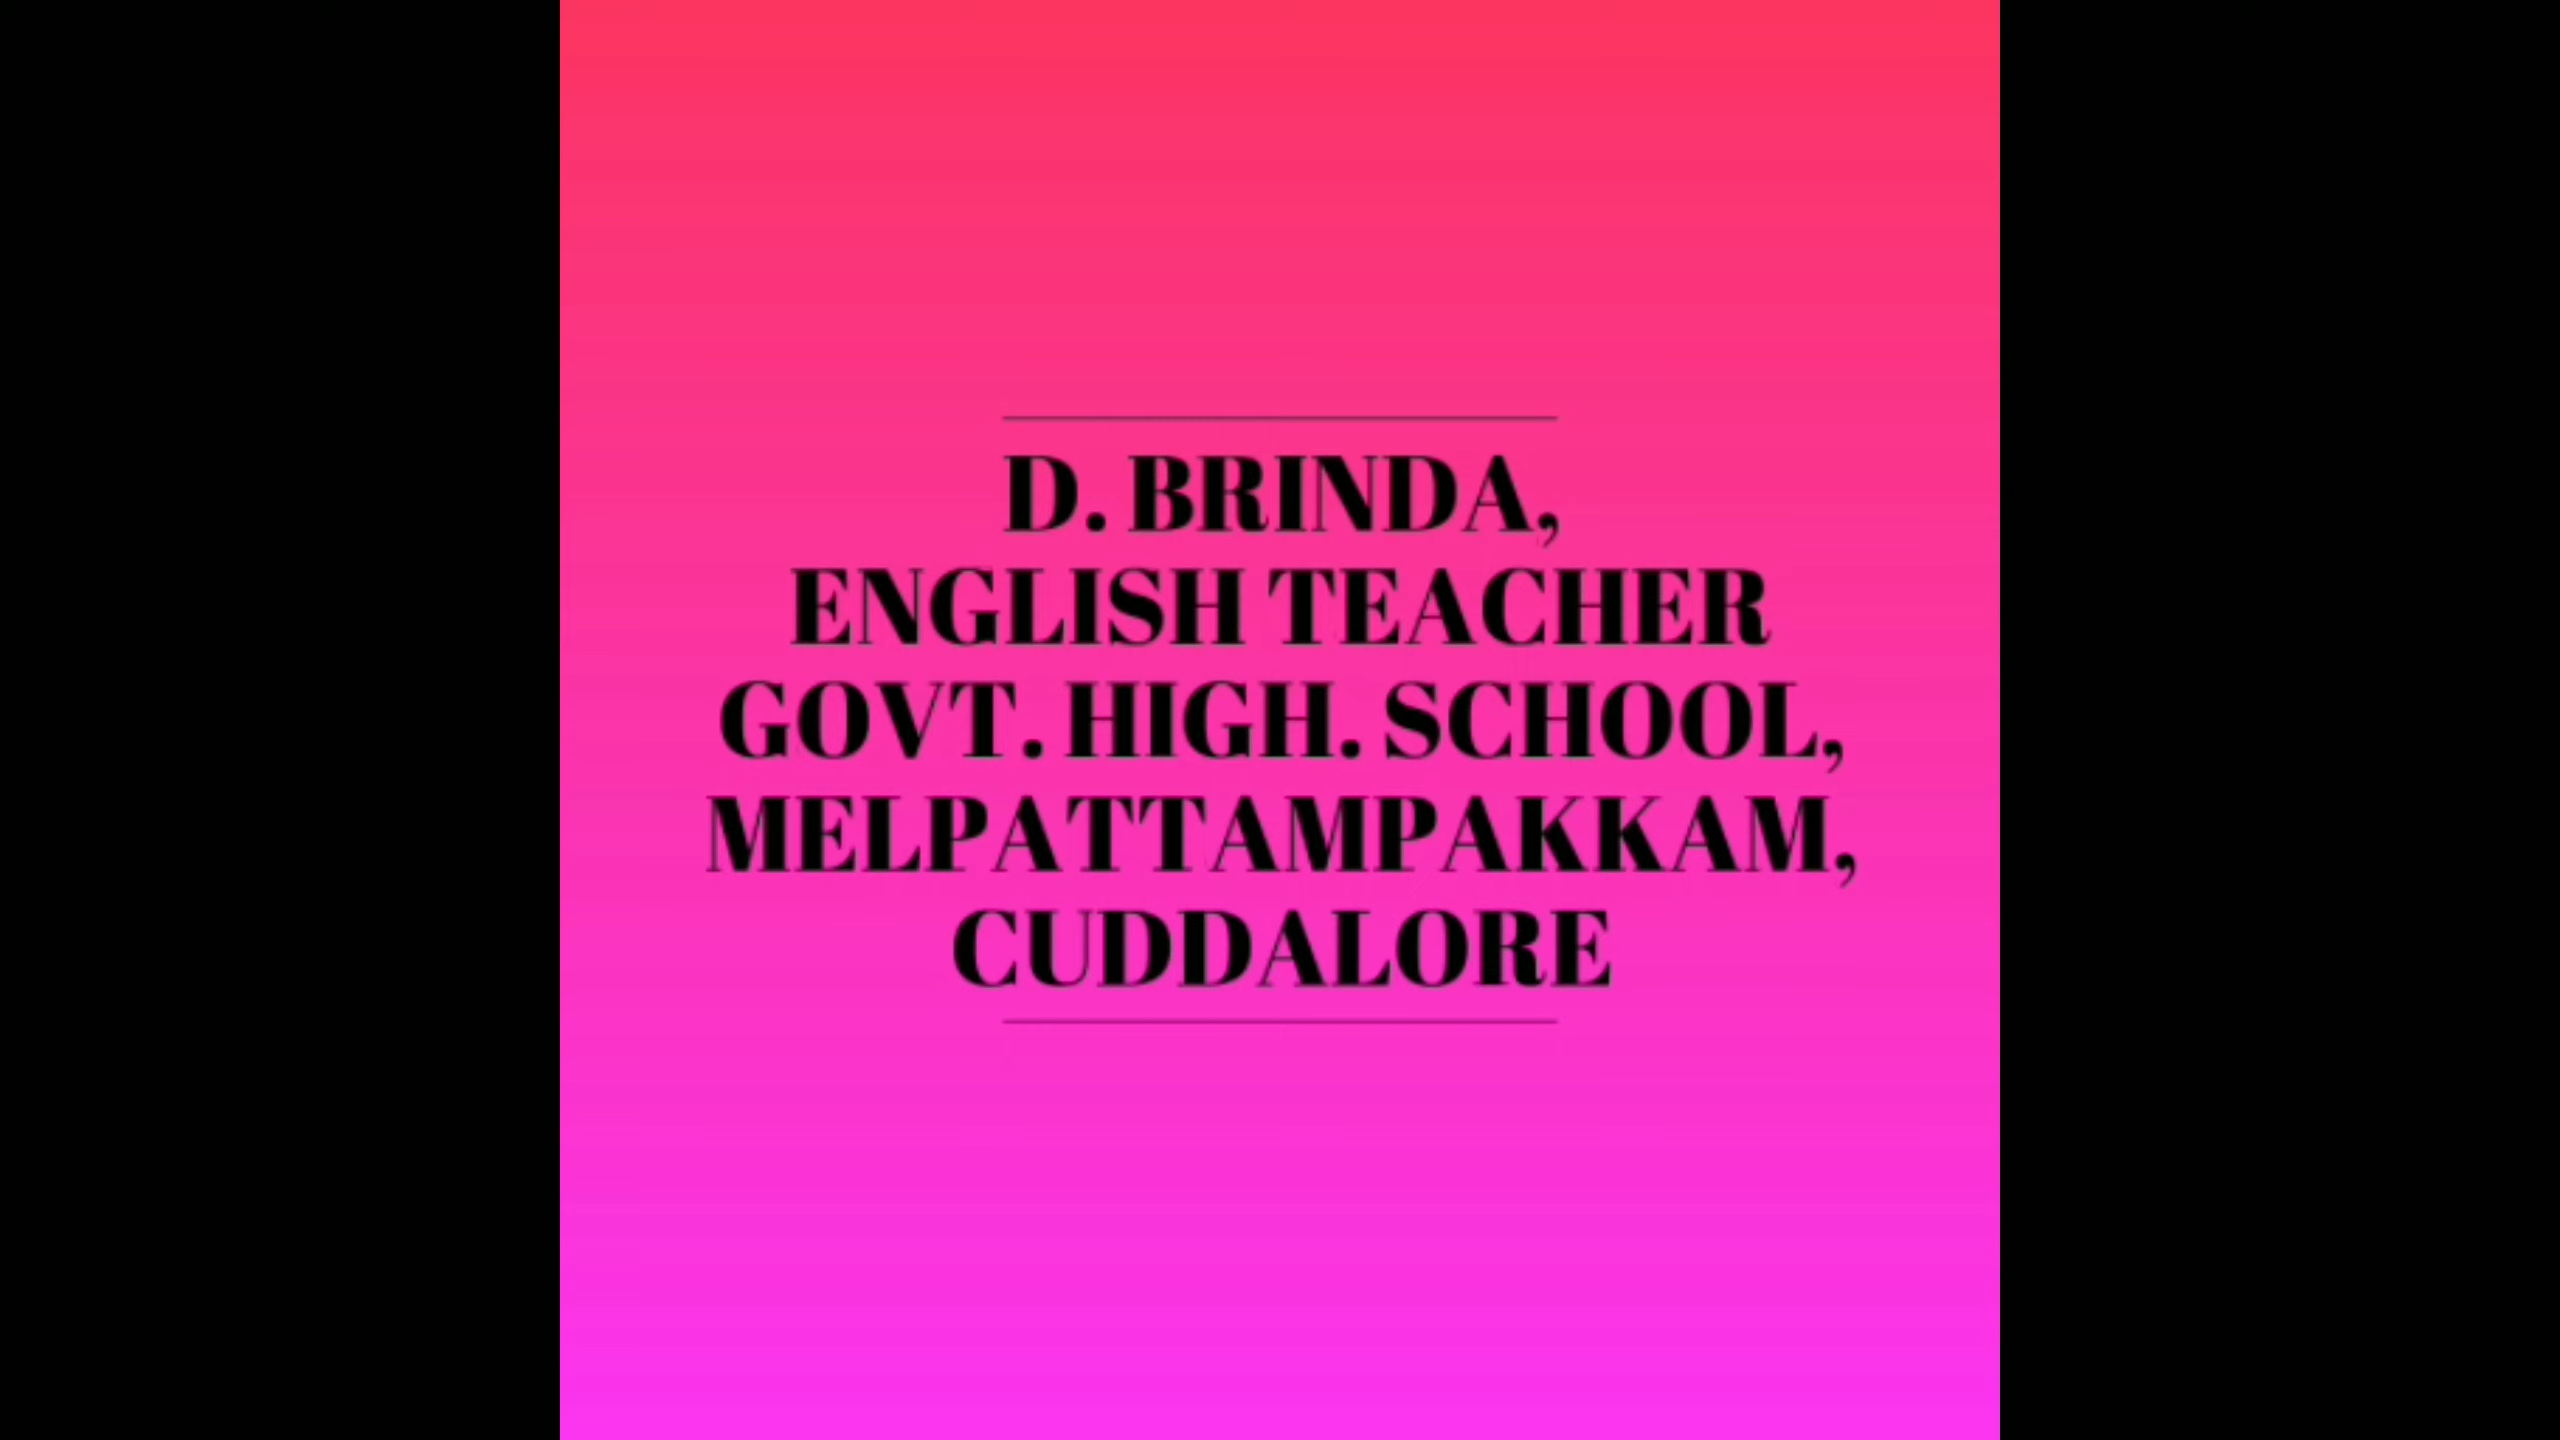 D. BRINDA,
ENGLISH TEACHER
GOVT. HIGH. SCHOOL,
MELPATTAMPAKKAM,
CUDDALORE